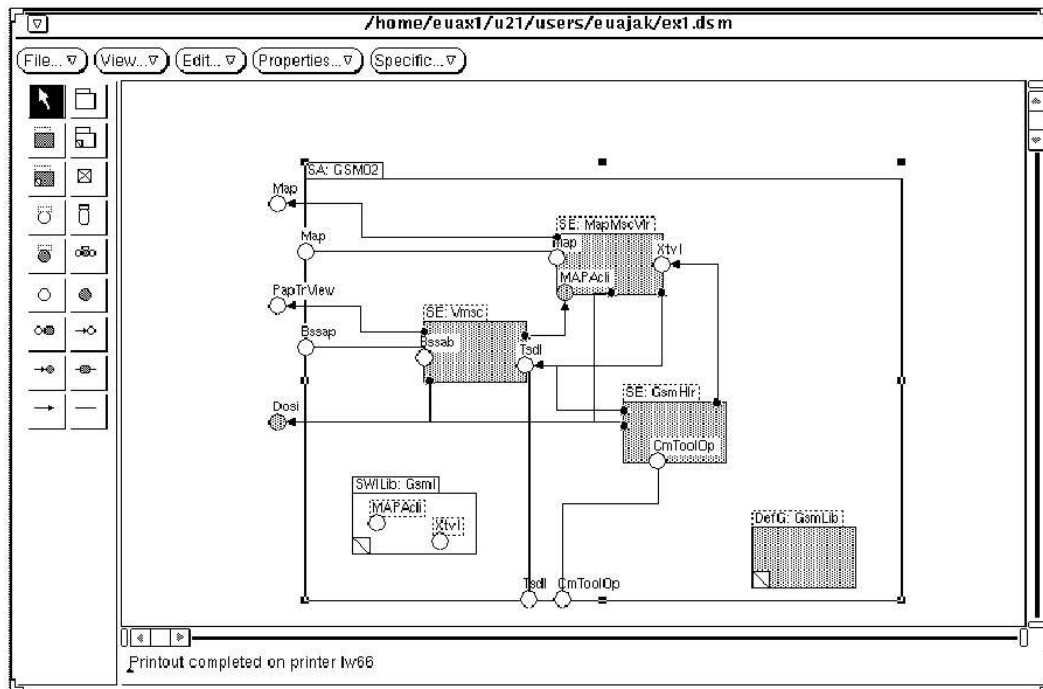 /home/euax1/u21/users/euajak/ex1.dsm
File... View... Edit... Properties... Specific...
SA: GSM02
Map
SE: MapMscVlr
Map
Map
Xtvl
MAPAcli
PapTrView
SE: Vmsc
Bssap
Bssab
Tsdl
SE: GsmHlr
Dosi
CmToolOp
SWILib: Gsml
MAPAcli
Xtvl
DefG: GsmLib
Tsdl CmToolOp
Printout completed on printer lw66